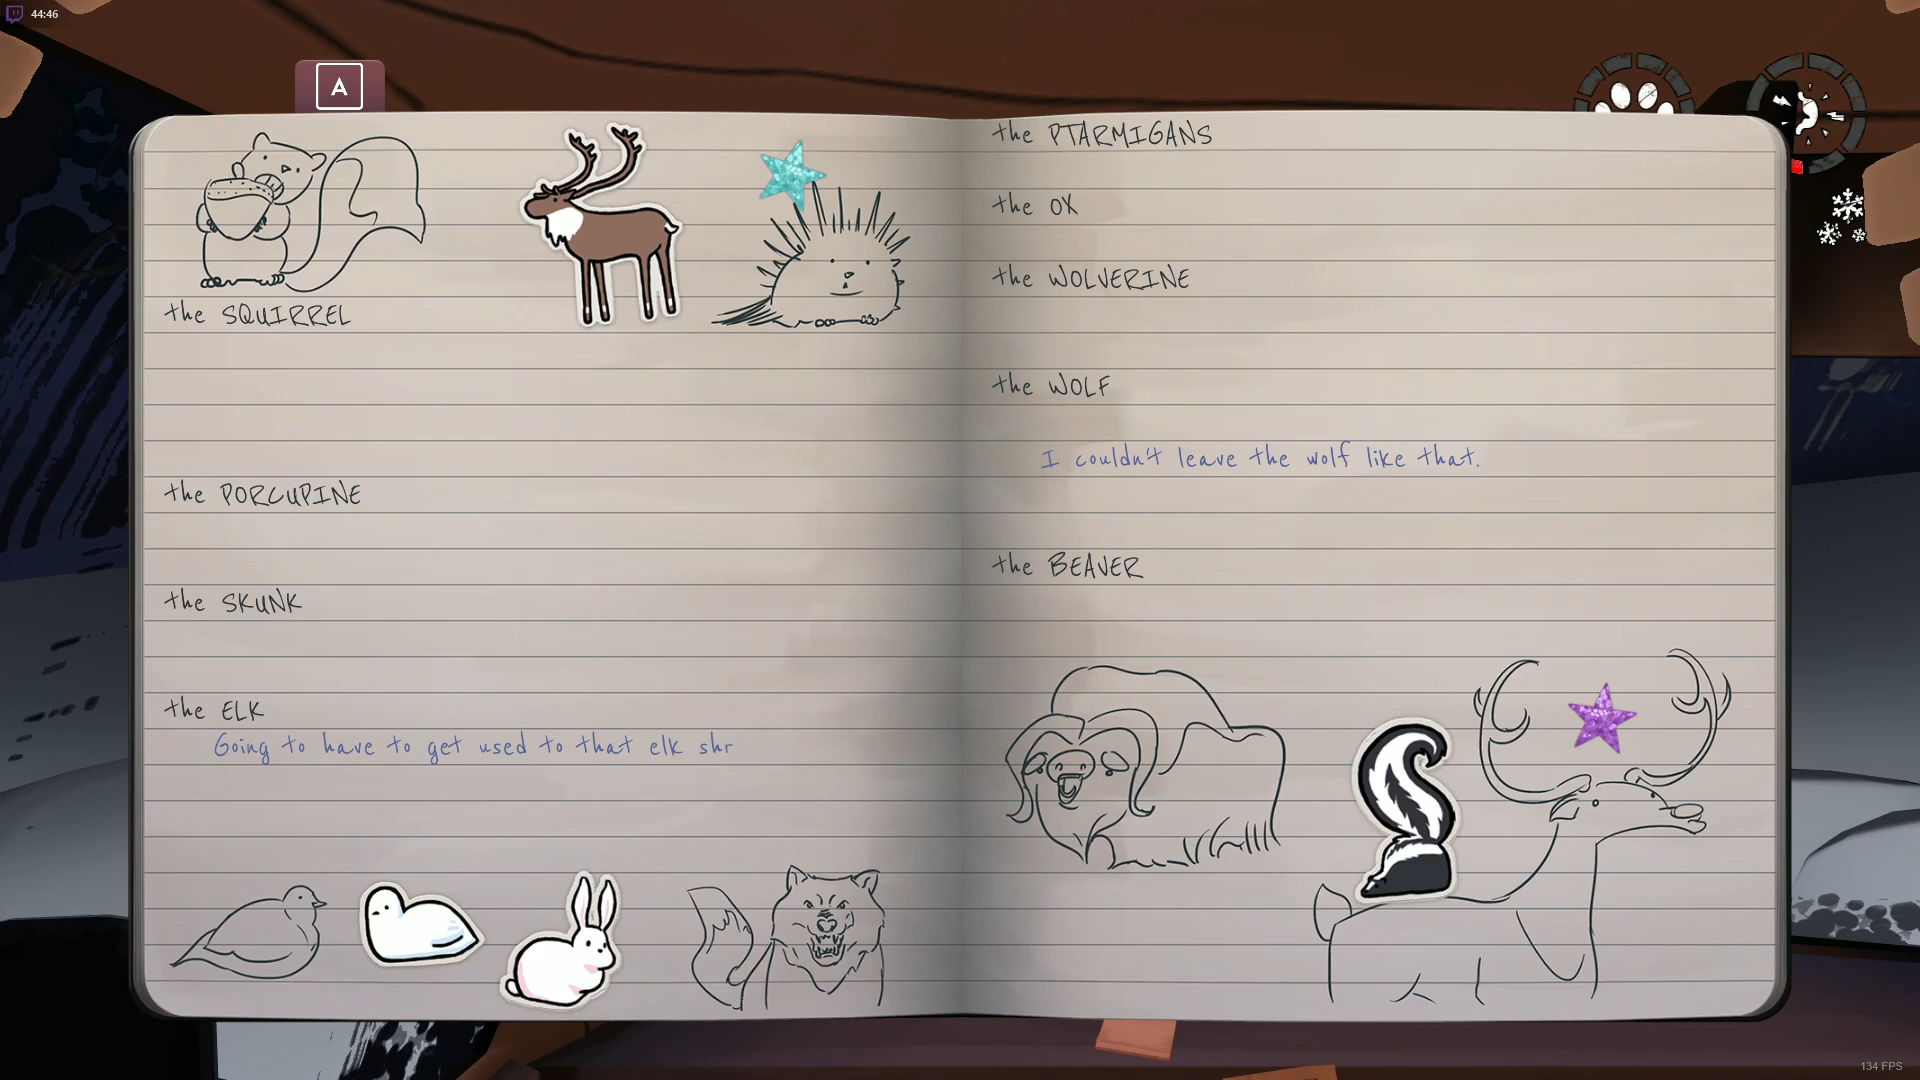 44:46
A
the SQUIRREL
the PORCUPINE
the SKUNK
the ELK
Going to have to get used to that elk shr
the PTARMIGANS
the OX
the WOLVERINE
the WOLF
I couldn't leave the wolf like that.
the BEAVER
134 FPS